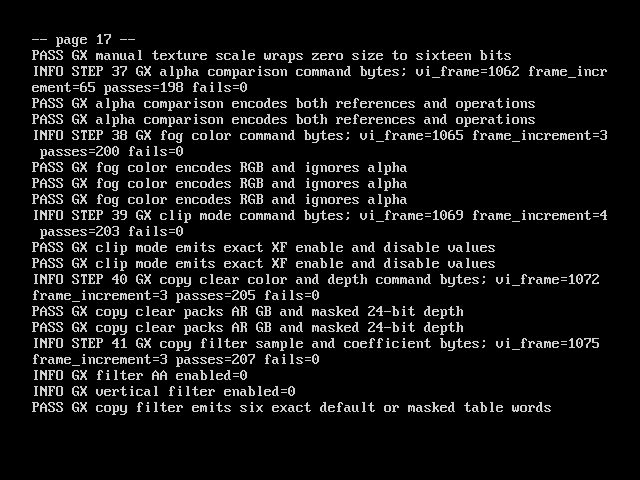 -- page 17 --
PASS GX manual texture scale wraps zero size to sixteen bits
INFO STEP 37 GX alpha comparison command bytes; vi_frame=1062 frame_incr
ement=65 passes=198 fails=0
PASS GX alpha comparison encodes both references and operations
PASS GX alpha comparison encodes both references and operations
INFO STEP 38 GX fog color command bytes; vi_frame=1065 frame_increment=3
passes=200 fails=0
PASS GX fog color encodes RGB and ignores alpha
PASS GX fog color encodes RGB and ignores alpha
PASS GX fog color encodes RGB and ignores alpha
INFO STEP 39 GX clip mode command bytes; vi_frame=1069 frame_increment=4
passes=203 fails=0
PASS GX clip mode emits exact XF enable and disable values
PASS GX clip mode emits exact XF enable and disable values
INFO STEP 40 GX copy clear color and depth command bytes; vi_frame=1072
frame_increment=3 passes=205 fails=0
PASS GX copy clear packs AR GB and masked 24-bit depth
PASS GX copy clear packs AR GB and masked 24-bit depth
INFO STEP 41 GX copy filter sample and coefficient bytes; vi_frame=1075
frame_increment=3 passes=207 fails=0
INFO GX filter AA enabled=0
INFO GX vertical filter enabled=0
PASS GX copy filter emits six exact default or masked table words